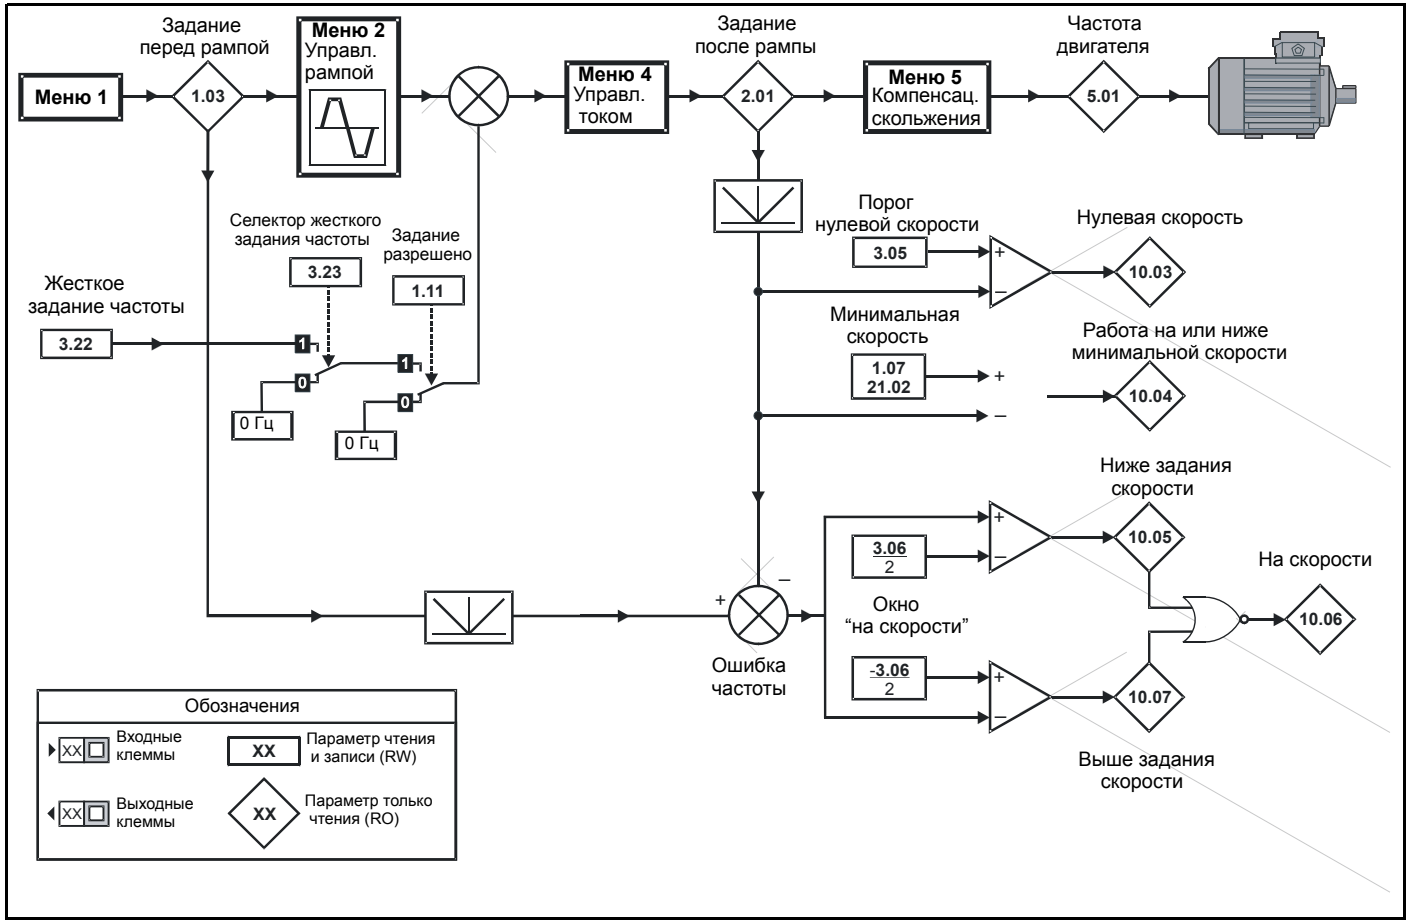 Задание
перед рампой
Меню 1
1.03
Меню 2
Управл.
рампой
Меню 4
Управл.
током
Задание
после рампы
2.01
Меню 5
Компенсац.
скольжения
Частота
двигателя
5.01
Селектор жесткого
задания частоты
3.23
Задание
разрешено
1.11
Жесткое
задание частоты
3.22
1
0
0 Гц
1
0
0 Гц
Порог
нулевой скорости
3.05
+
–
Нулевая скорость
10.03
Минимальная
скорость
1.07
21.02
+
–
Работа на или ниже
минимальной скорости
10.04
Ниже задания
скорости
+
–
10.05
3.06
2
Окно
“на скорости”
-3.06
2
+
–
10.07
Выше задания
скорости
На скорости
10.06
+
–
Ошибка
частоты
Обозначения
XX
Входные
клеммы
XX
Параметр чтения
и записи (RW)
XX
Выходные
клеммы
XX
Параметр только
чтения (RO)